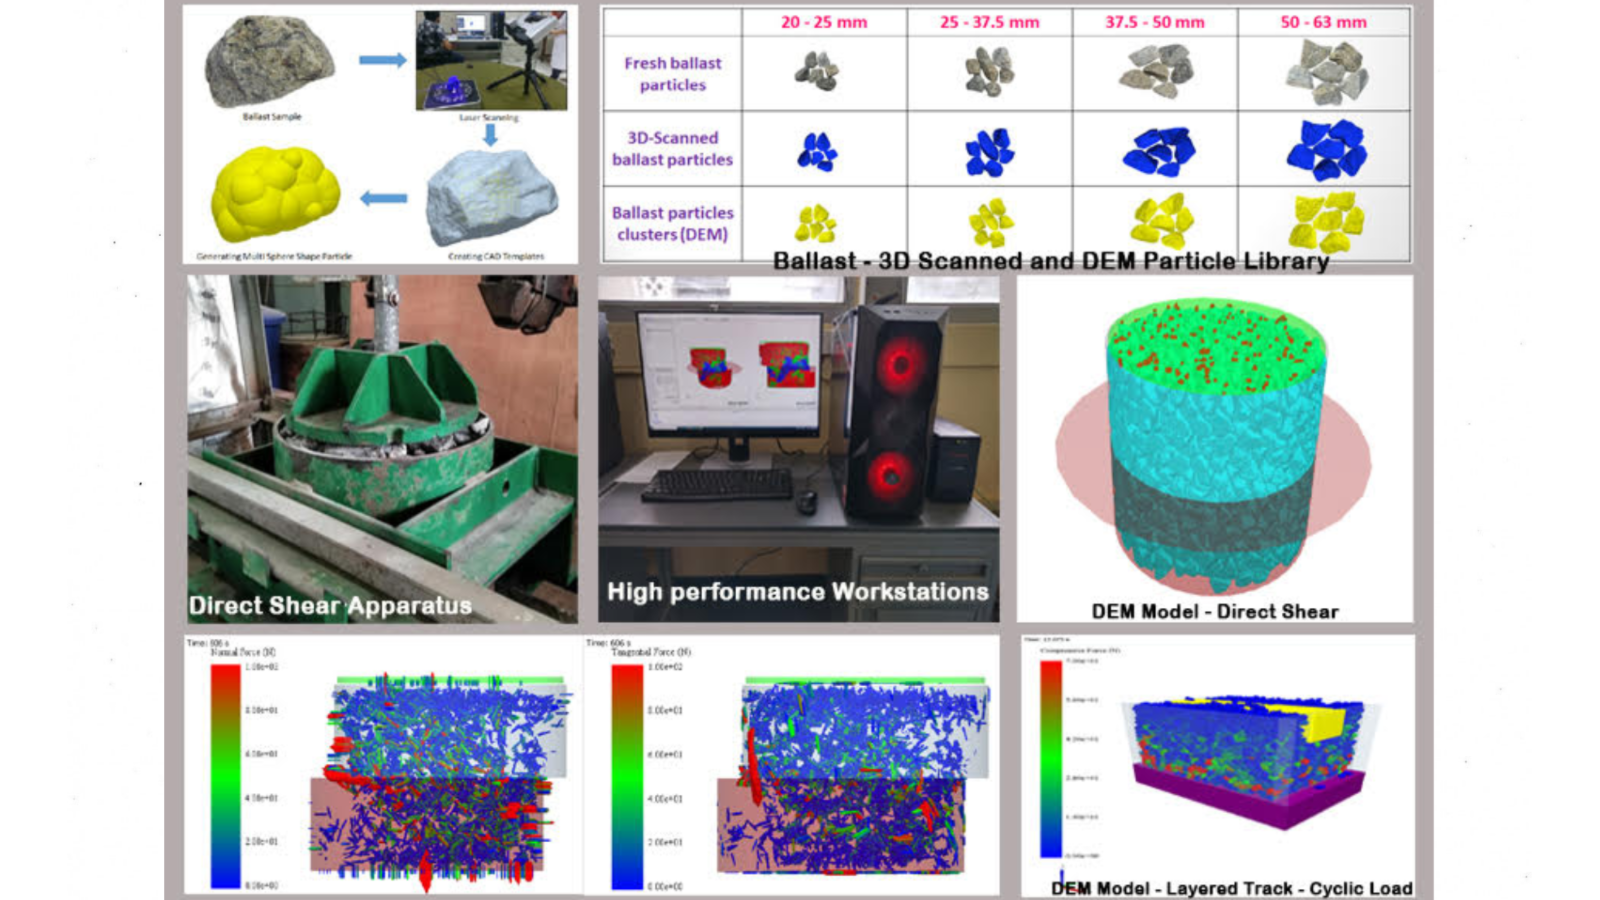 Ballast Sample
Laser Scanning
Generating Multi Sphere Shape Particle
Creating CAD Templates
20 - 25 mm
25 - 37.5 mm
37.5 - 50 mm
50 - 63 mm
Fresh ballast
particles
3D-Scanned
ballast particles
Ballast particles
clusters (DEM)
Ballast - 3D Scanned and DEM Particle Library
Direct Shear Apparatus
High performance Workstations
DEM Model - Direct Shear
Time: 606 s
Normal Force (N)
1.00e+02
8.00e+01
6.00e+01
4.00e+01
2.00e+01
0.00e+00
Time: 606 s
Tangential Force (N)
1.00e+02
8.00e+01
6.00e+01
4.00e+01
2.00e+01
0.00e+00
Compressive Force (N)
DEM Model - Layered Track - Cyclic Load